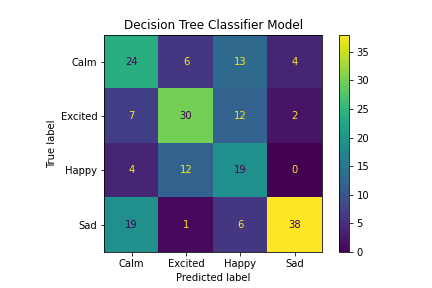 Decision Tree Classifier Model
Calm 24 6 13 4
Excited 7 30 12 2
Happy 4 12 19 0
Sad 19 1 6 38
Calm Excited Happy Sad
Predicted label
True label
35
30
25
20
15
10
5
0